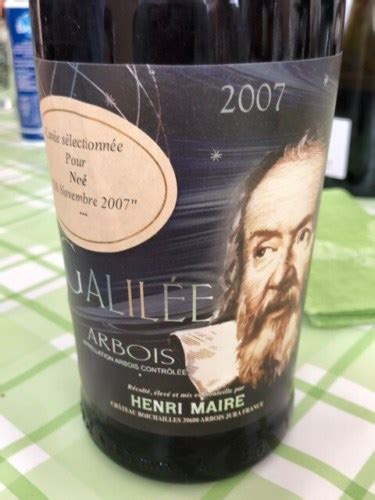 2007
Cuvée sélectionnée
Pour
Noé
Novembre 2007"
GALILÉE
ARBOIS
APPELLATION ARBOIS CONTRÔLÉE
Récolté, élevé et mis en bouteille par
HENRI MAIRE
CHÂTEAU BOICHAILLES 39600 ARBOIS JURA FRANCE